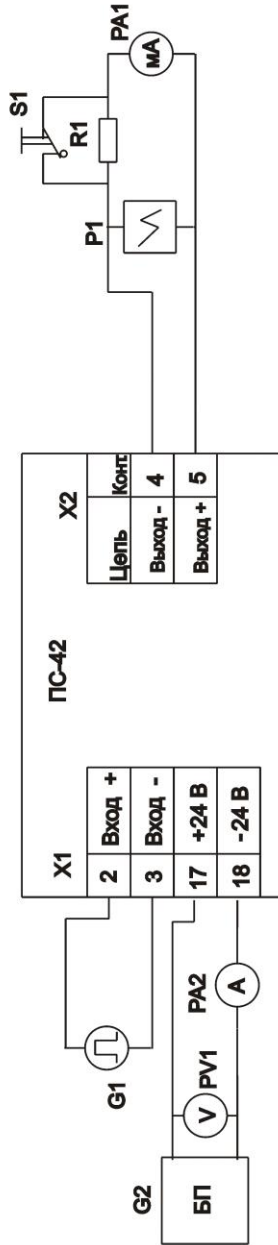 G1
G2
БП
PV1
V
PA2
A
X1
2 Вход +
3 Вход -
17 +24 В
18 -24 В
ПС-42
X2
Цепь Конт.
Выход - 4
Выход + 5
P1
R1
S1
PA1
мА